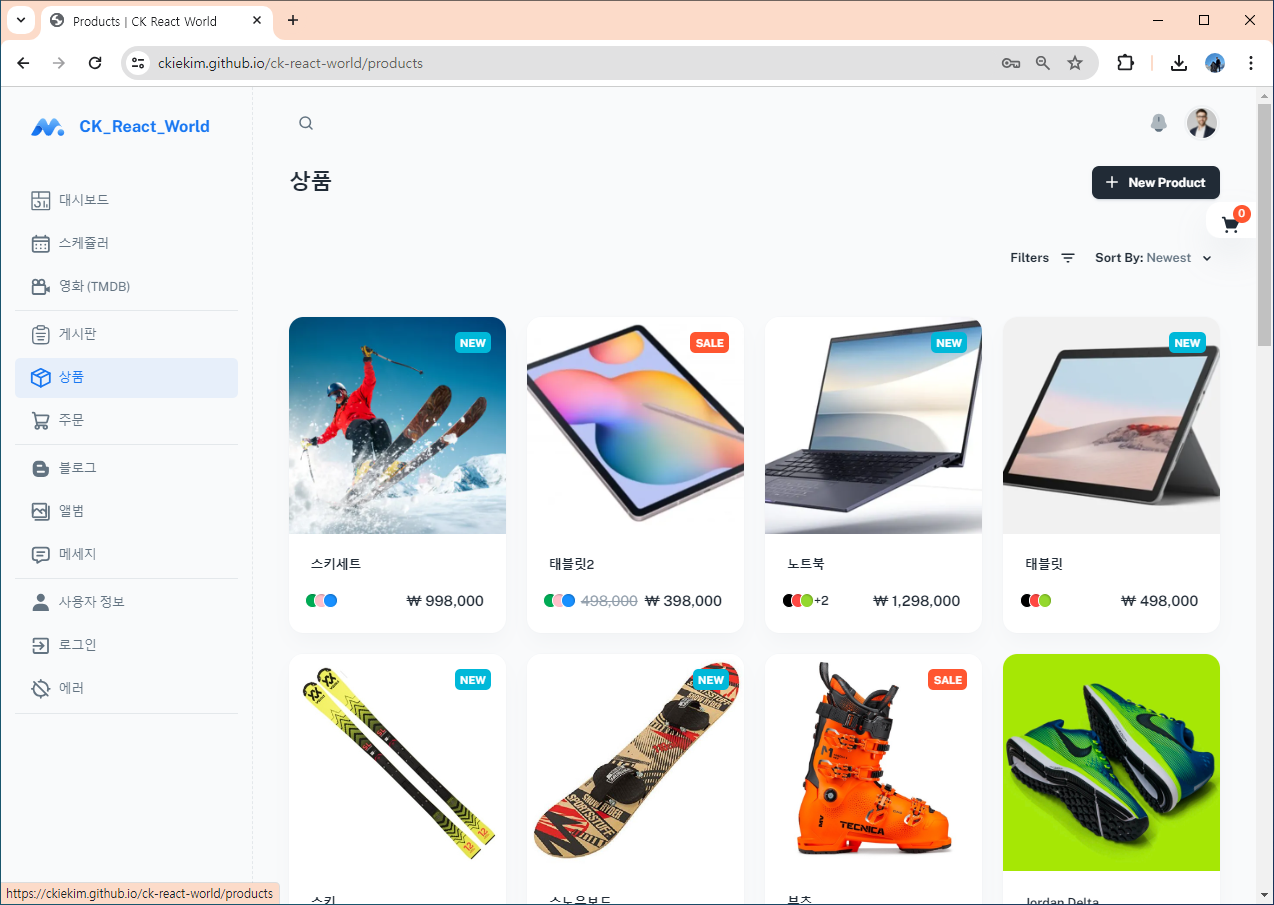 Products | CK React World
ckiekim.github.io/ck-react-world/products
CK_React_World
대시보드
스케쥴러
영화 (TMDB)
게시판
상품
주문
블로그
앨범
메세지
사용자 정보
로그인
에러
상품
New Product
0
Filters
Sort By: Newest
NEW
SALE
NEW
NEW
스키세트
태블릿2
노트북
태블릿
₩ 998,000
498,000 ₩ 398,000
+2 ₩ 1,298,000
₩ 498,000
NEW
NEW
SALE
SNOW RYDER
SPORTSSTUFF
TECNICA
스키
스노우보드
부츠
Jordan Delta
https://ckiekim.github.io/ck-react-world/products